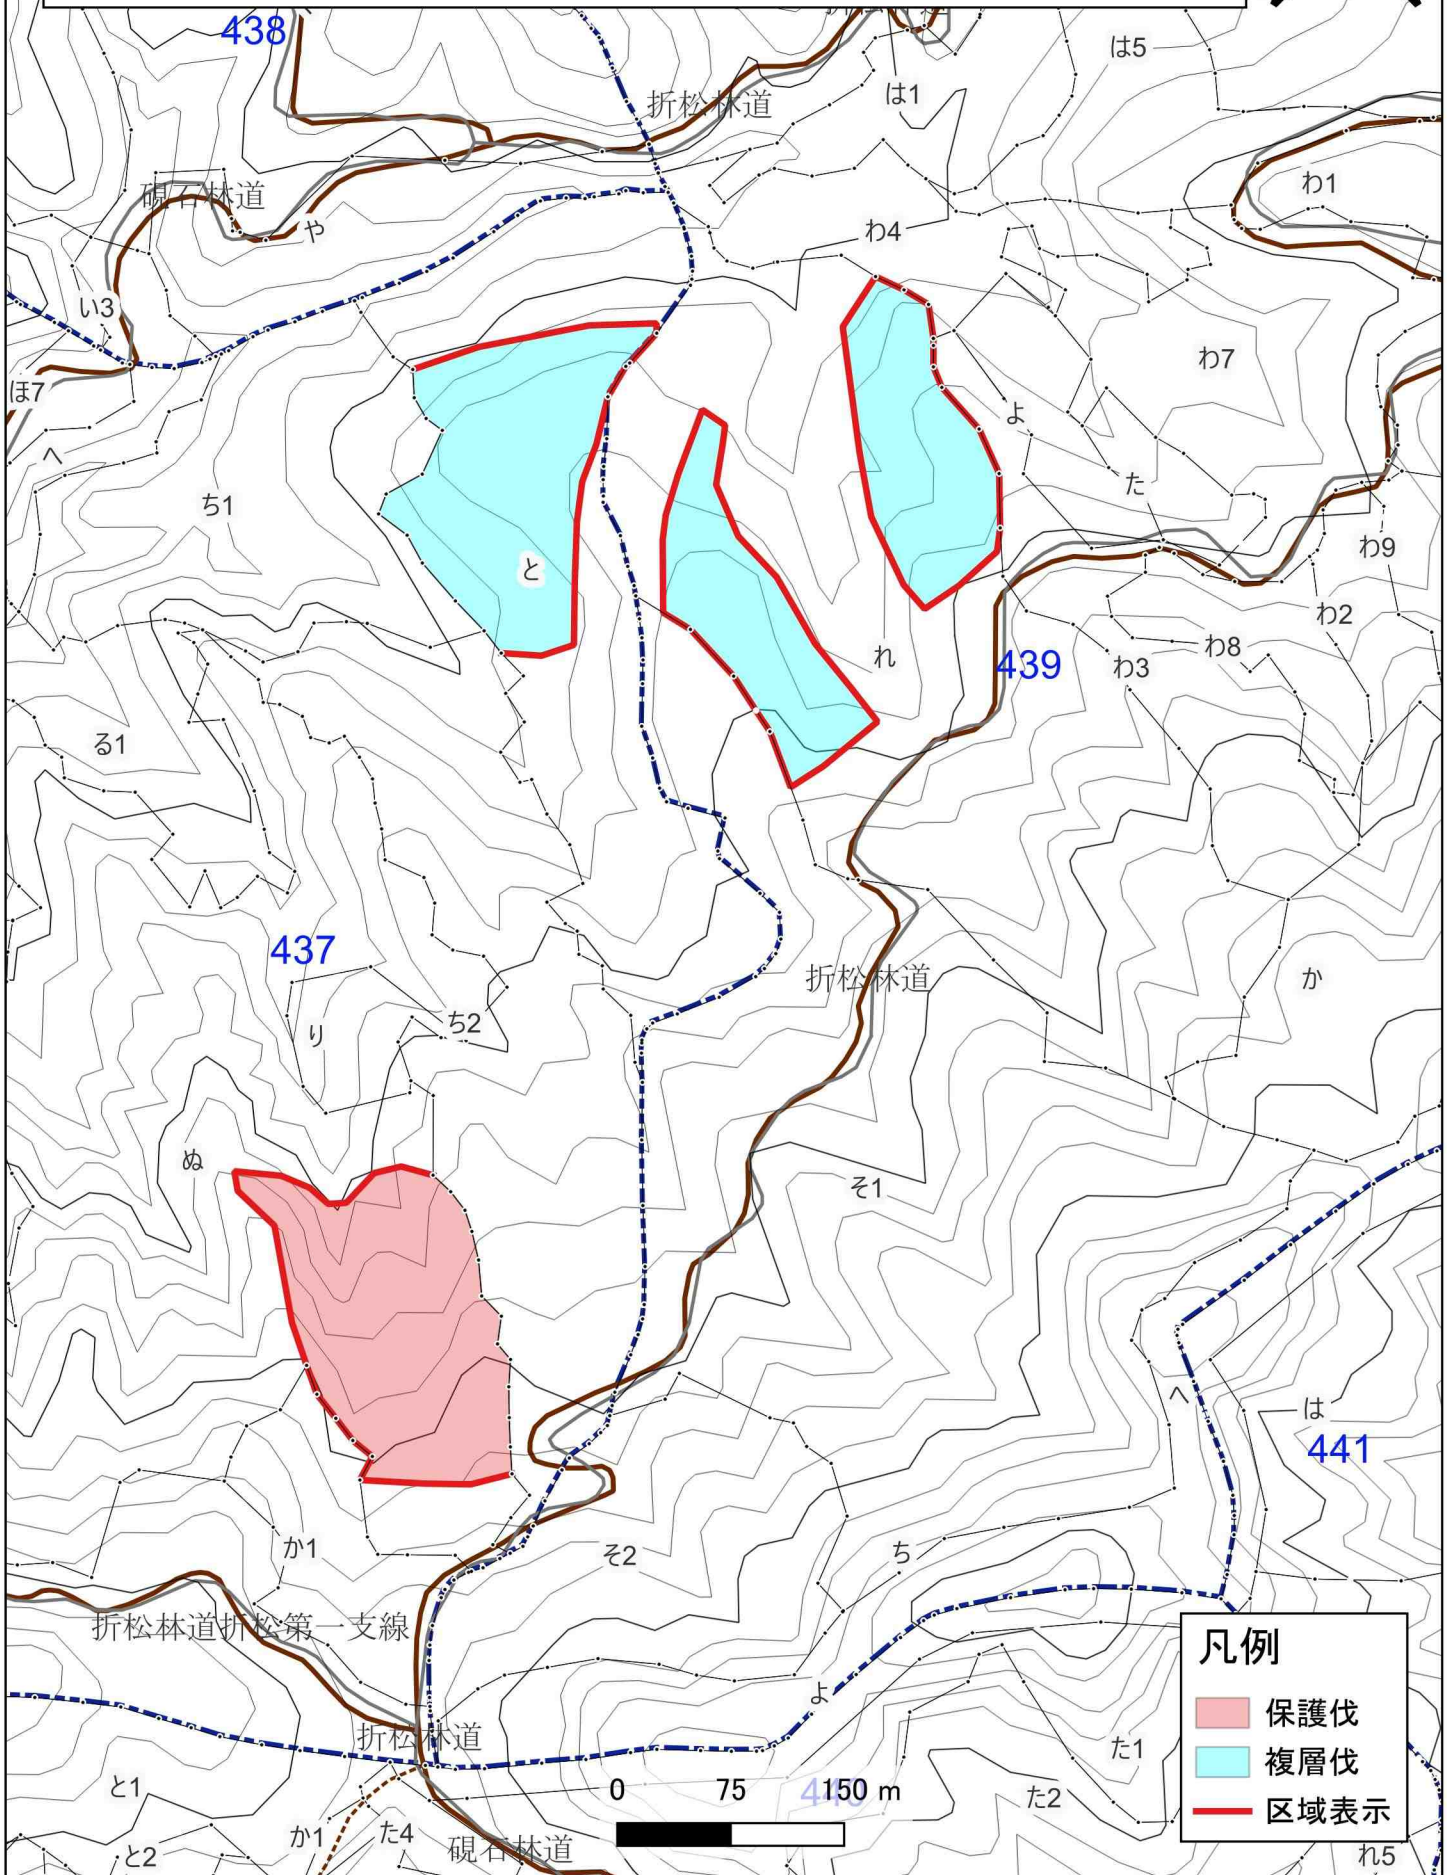 438
は5
折松林道
は1
硯石林道
わ1
や
わ4
い3
わ7
ほ7
よ
へ
た
ち1
わ9
と
わ2
わ8
れ
439
わ3
る1
437
折松林道
か
ち2
り
ぬ
そ1
へ
は
441
か1
そ2
ち
折松林道折松第一支線
よ
折松林道
た1
と1
た2
か1
た4
と2
硯石林道
れ5
0 75 150 m
凡例
保護伐
複層伐
区域表示